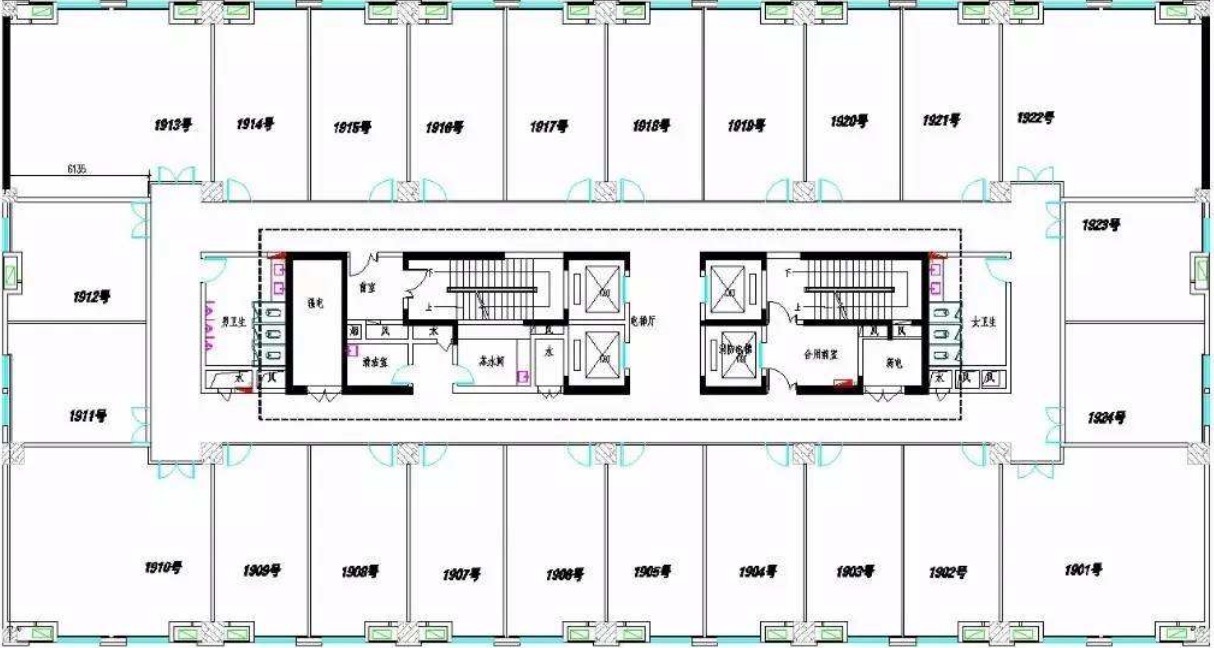 1913号 1914号 1915号 1916号 1917号 1918号 1919号 1920号 1921号 1922号
6135
1923号
下 下
前室
1912号 强电 电梯厅
上 上
男卫生 烟 风 水 风 风 风 女卫生
清洁室 茶水间 水 消防电梯 合用前室 弱电
水 风 水 风 风
1911号 1924号
1910号 1909号 1908号 1907号 1906号 1905号 1904号 1903号 1902号 1901号